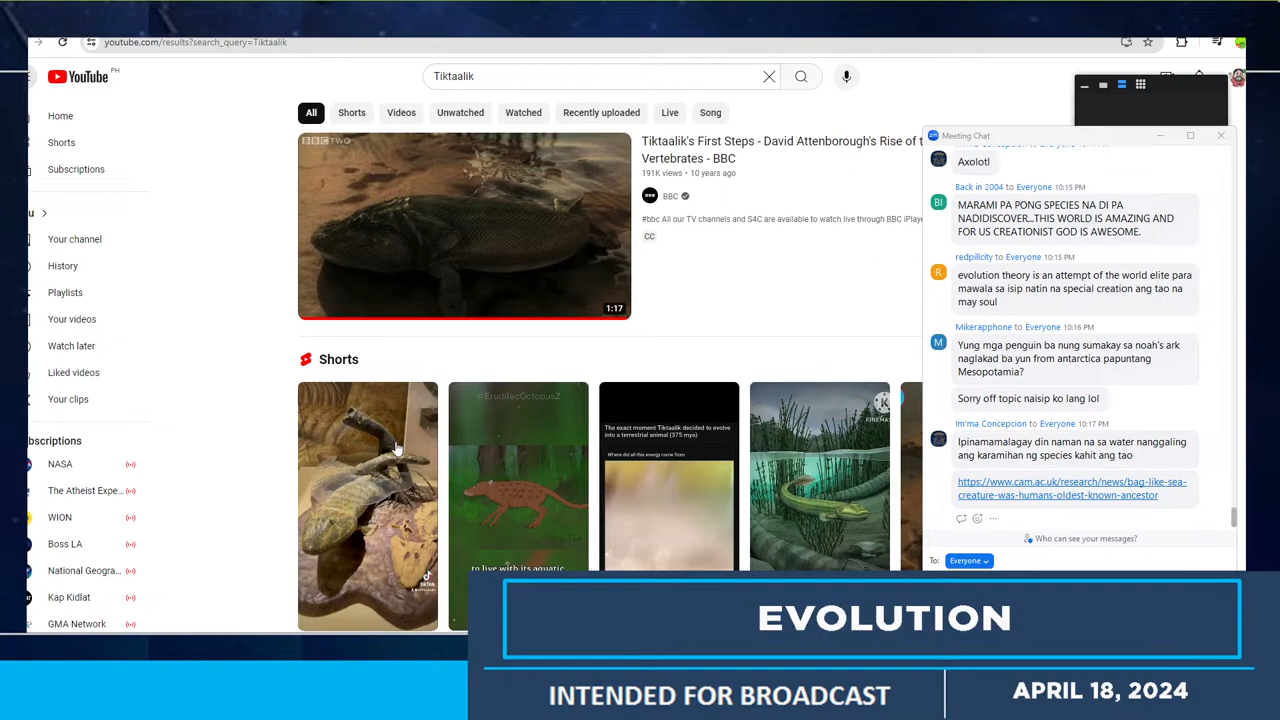 youtube.com/results?search_query=Tiktaalik
YouTube PH
Tiktaalik
All Shorts Videos Unwatched Watched Recently uploaded Live Song
Home
Shorts
Subscriptions
u
Your channel
History
Playlists
Your videos
Watch later
Liked videos
Your clips
bscriptions
NASA
The Atheist Expe...
WION
Boss LA
National Geogra...
Kap Kidlat
GMA Network
BBC TWO
1:17
Tiktaalik's First Steps - David Attenborough's Rise of t
Vertebrates - BBC
191K views • 10 years ago
BBC
#bbc All our TV channels and S4C are available to watch live through BBC iPlaye
CC
Shorts
TikTok
@EruditecOctopusZ
to live with its aquatic
The exact moment Tiktaalik decided to evolve
into a terrestrial animal (375 mya)
Where did all this energy come from
K
KINEMAS
zm Meeting Chat
Axolotl
Back in 2004 to Everyone 10:15 PM
BI
MARAMI PA PONG SPECIES NA DI PA
NADIDISCOVER...THIS WORLD IS AMAZING AND
FOR US CREATIONIST GOD IS AWESOME.
redpillcity to Everyone 10:15 PM
R
evolution theory is an attempt of the world elite para
mawala sa isip natin na special creation ang tao na
may soul
Mikerapphone to Everyone 10:16 PM
M
Yung mga penguin ba nung sumakay sa noah's ark
naglakad ba yun from antarctica papuntang
Mesopotamia?
Sorry off topic naisip ko lang lol
Im'ma Concepcion to Everyone 10:17 PM
Ipinamamalagay din naman na sa water nanggaling
ang karamihan ng species kahit ang tao
https://www.cam.ac.uk/research/news/bag-like-sea-
creature-was-humans-oldest-known-ancestor
Who can see your messages?
To: Everyone
EVOLUTION
INTENDED FOR BROADCAST
APRIL 18, 2024